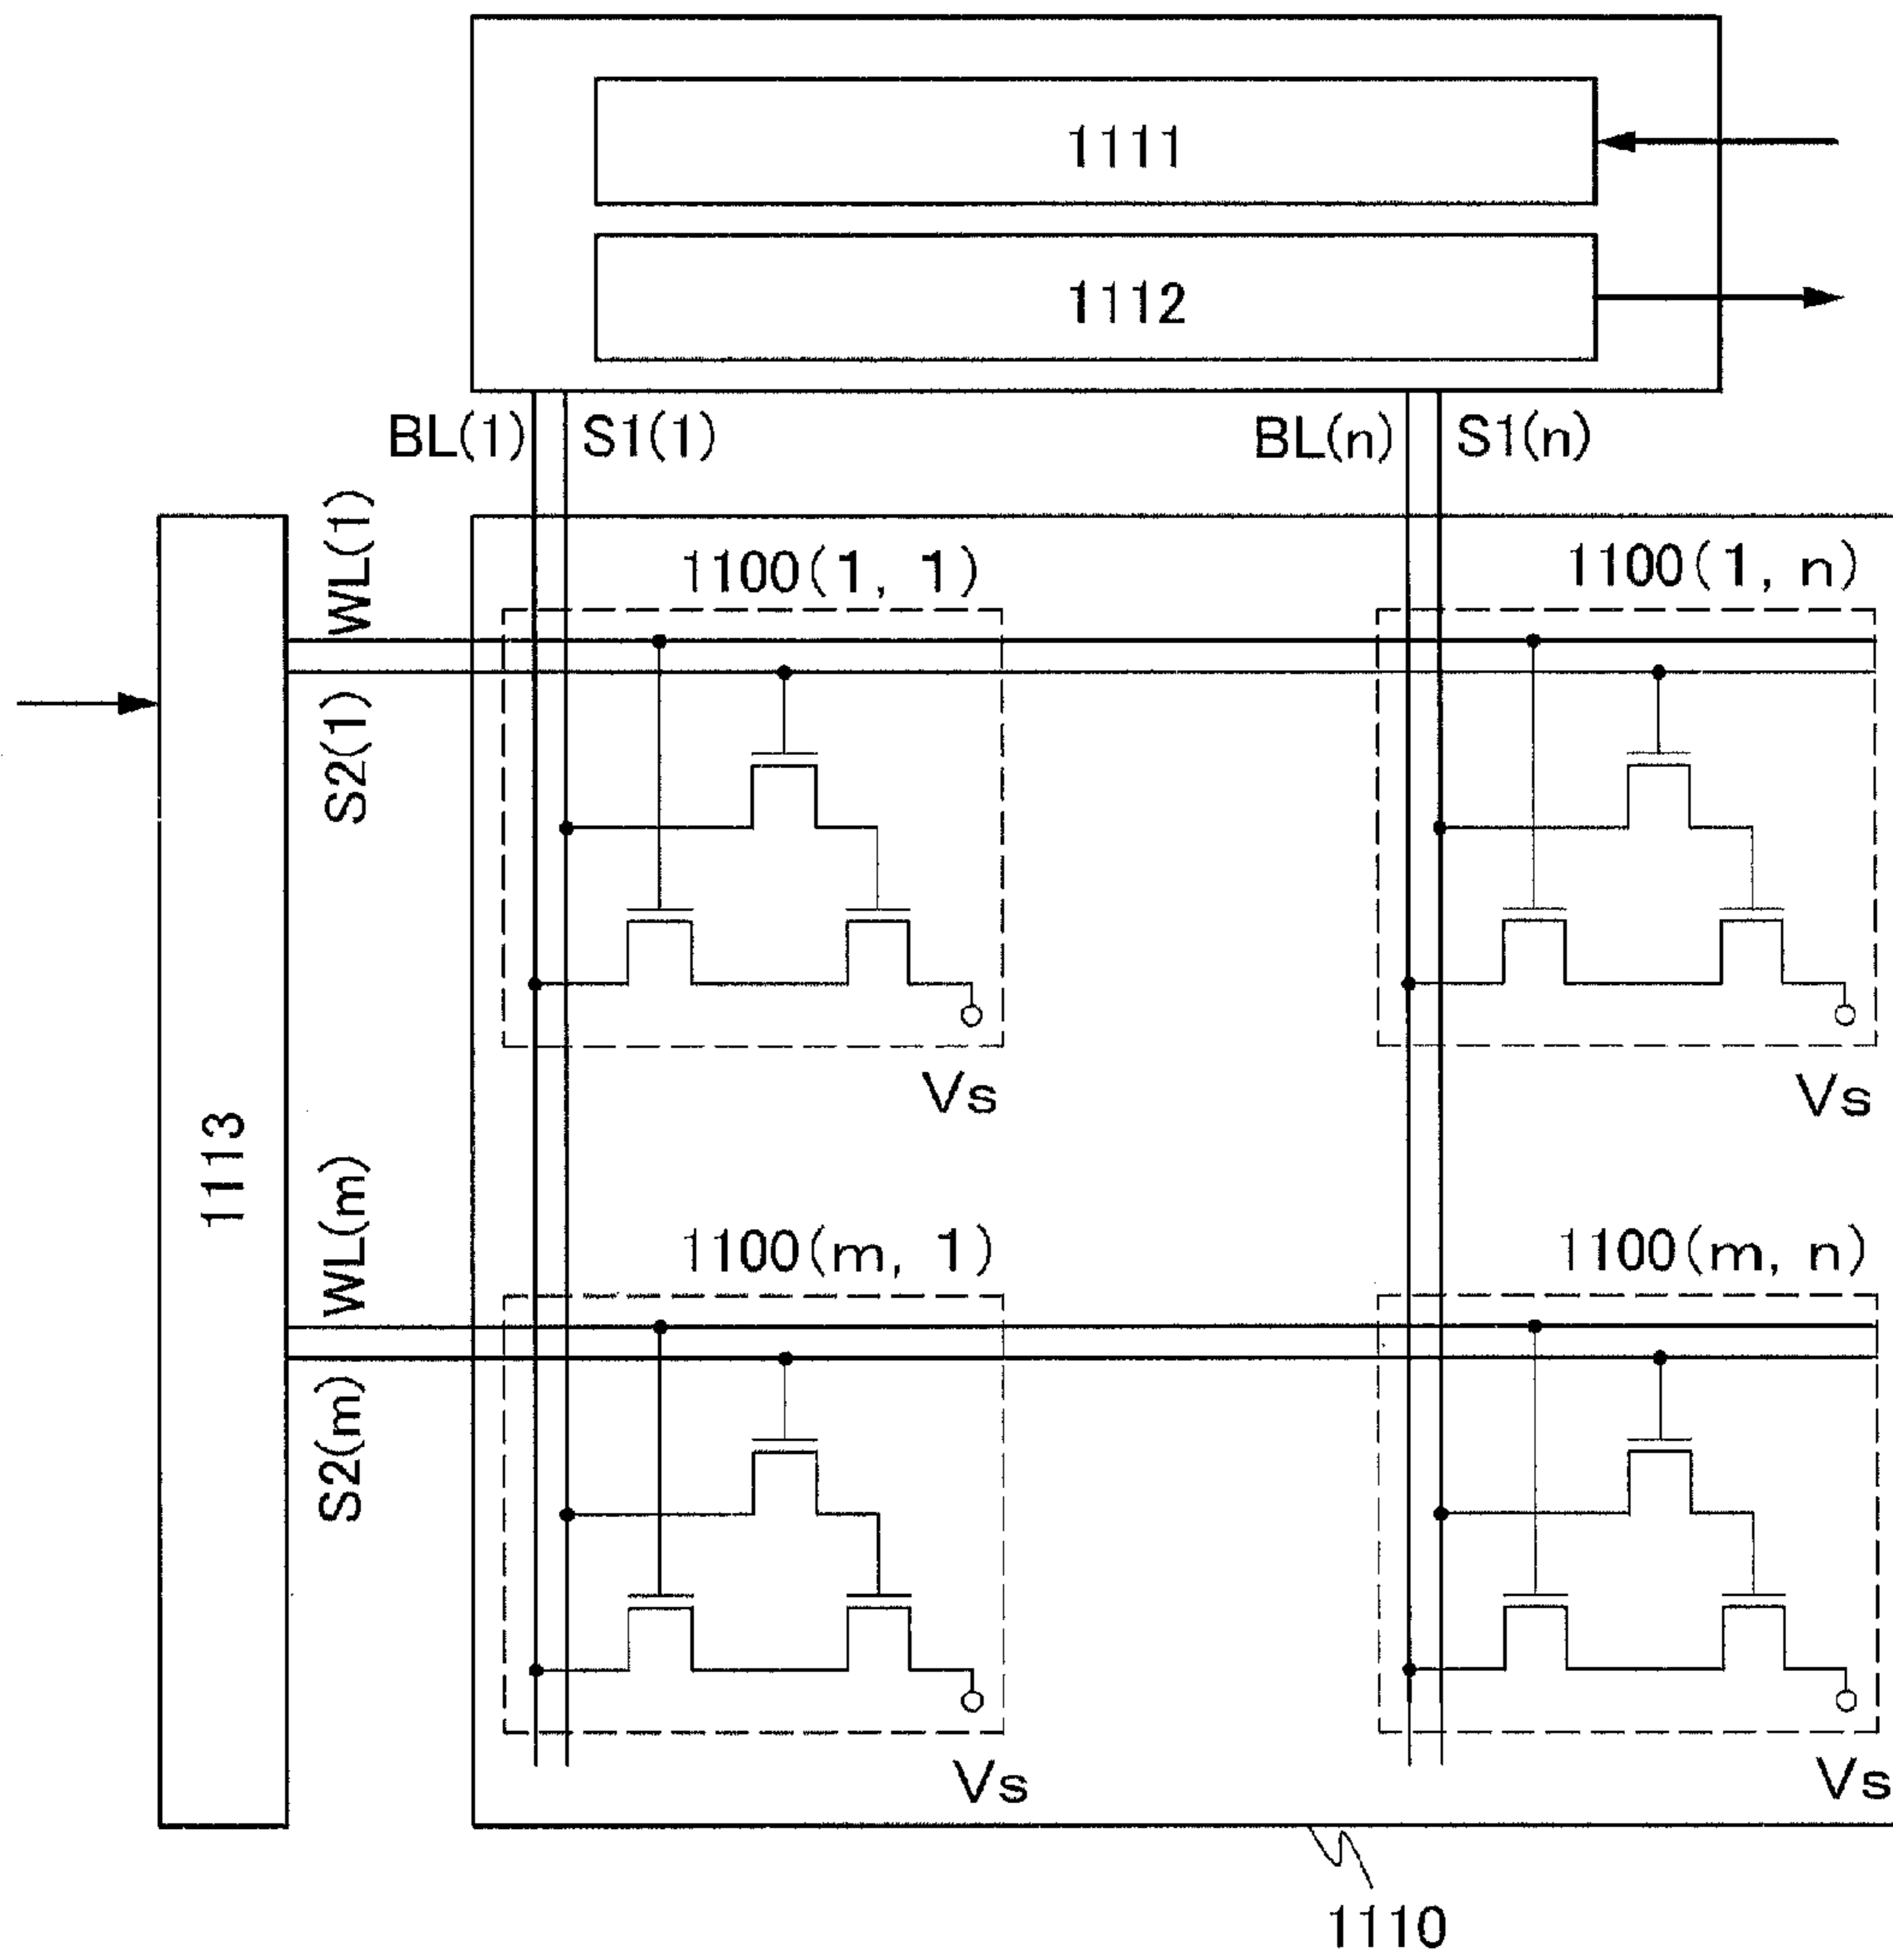 1111
1112
BL(1) S1(1) BL(n) S1(n)
WL(1)
S2(1)
1100(1, 1) 1100(1, n)
Vs Vs
1113
WL(m)
S2(m)
1100(m, 1) 1100(m, n)
Vs Vs
1110